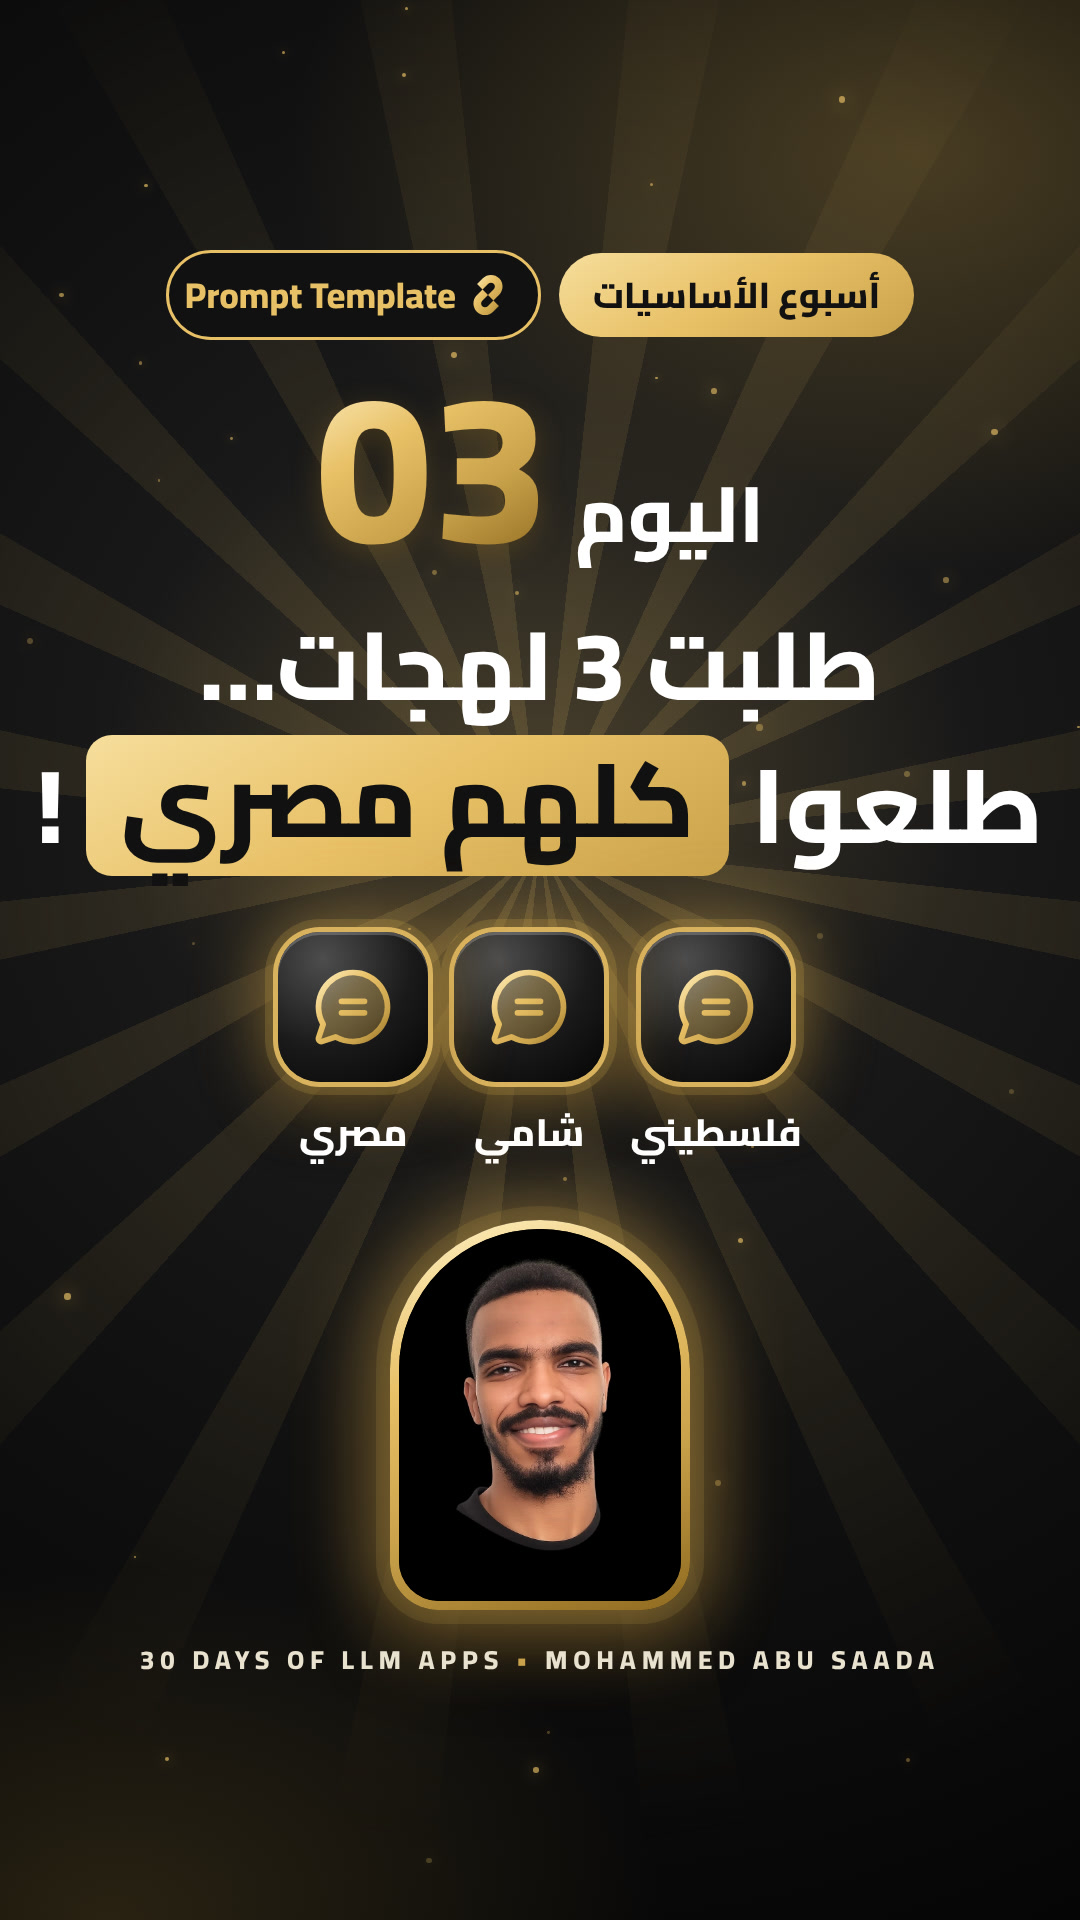 أسبوع الأساسيات
Prompt Template
اليوم 03
طلبت 3 لهجات...
طلعوا كلهم مصري !
فلسطيني شامي مصري
30 DAYS OF LLM APPS ▪ MOHAMMED ABU SAADA